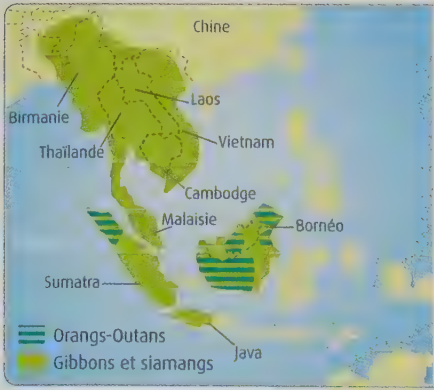 Chine
Laos
Birmanie
Vietnam
Thaïlande
Cambodge
Malaisie
Bornéo
Sumatra
Orangs-Outans
Gibbons et siamangs
Java